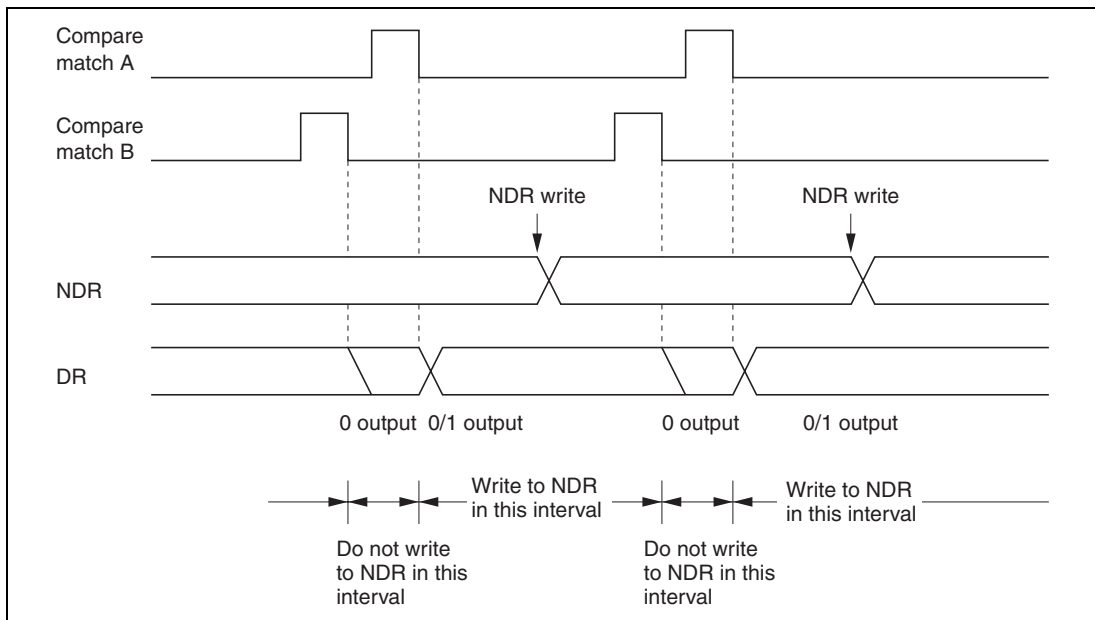 Compare
match A
Compare
match B
NDR write
NDR write
NDR
DR
0 output
0/1 output
0 output
0/1 output
Write to NDR
in this interval
Write to NDR
in this interval
Do not write
to NDR in this
interval
Do not write
to NDR in this
interval